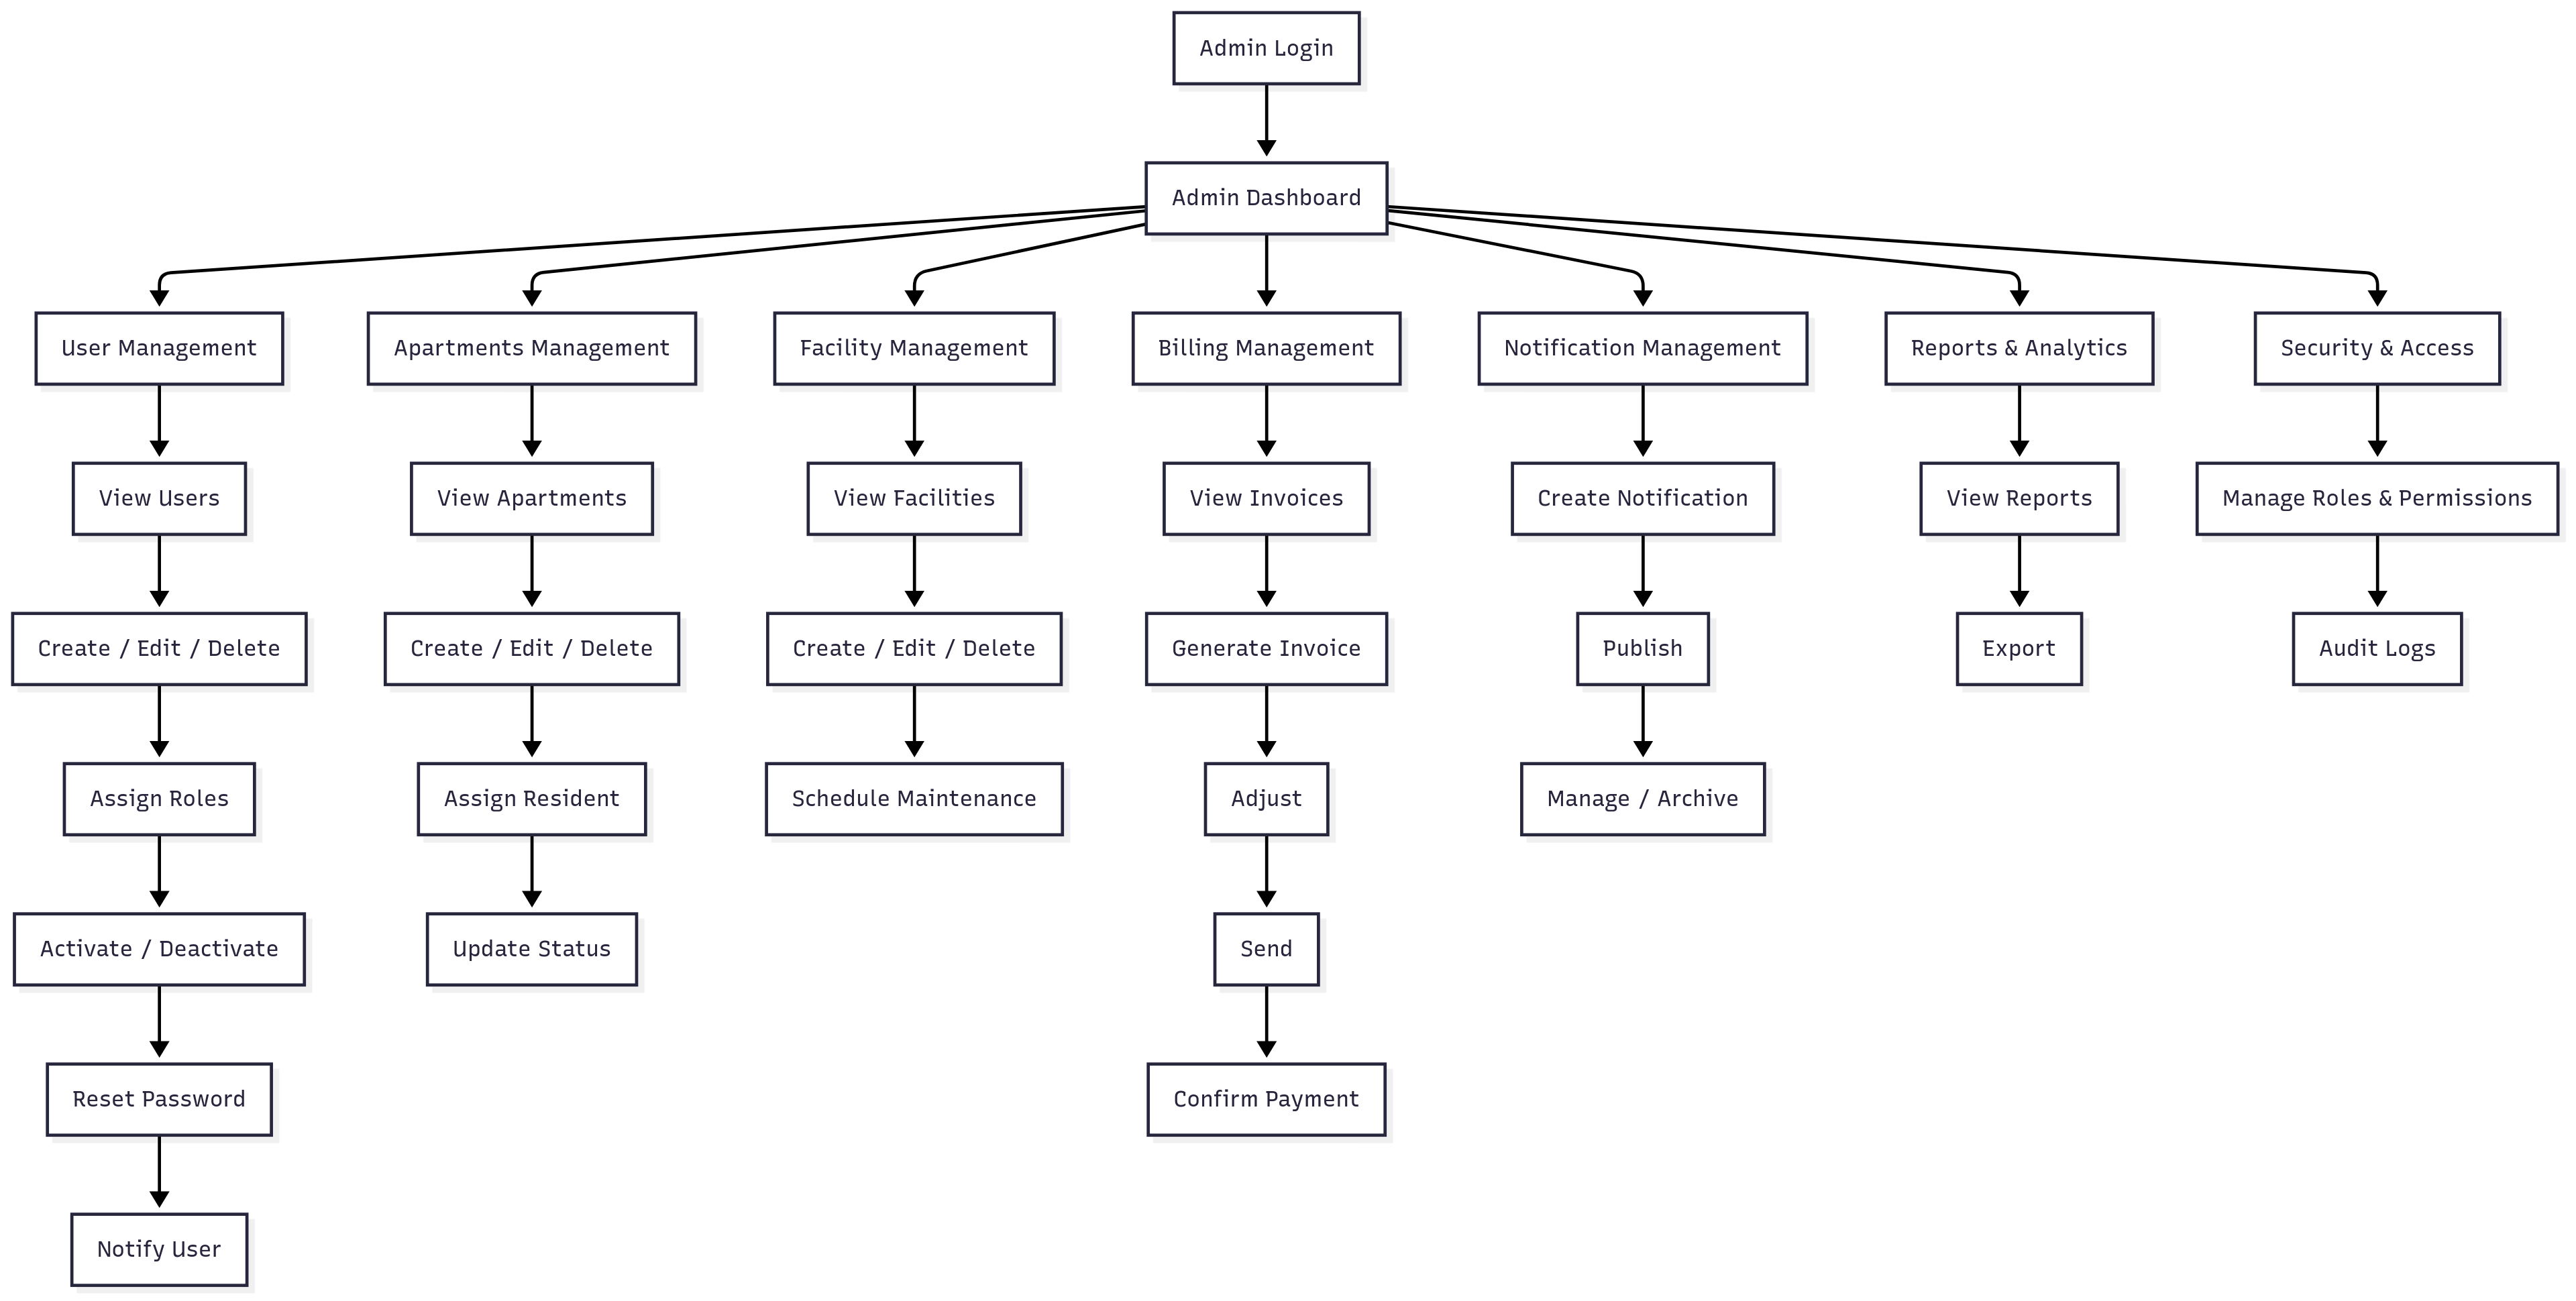 Admin Login
Admin Dashboard
User Management
Apartments Management
Facility Management
Billing Management
Notification Management
Reports & Analytics
Security & Access
View Users
View Apartments
View Facilities
View Invoices
Create Notification
View Reports
Manage Roles & Permissions
Create / Edit / Delete
Create / Edit / Delete
Create / Edit / Delete
Generate Invoice
Publish
Export
Audit Logs
Assign Roles
Assign Resident
Schedule Maintenance
Adjust
Manage / Archive
Activate / Deactivate
Update Status
Send
Reset Password
Confirm Payment
Notify User